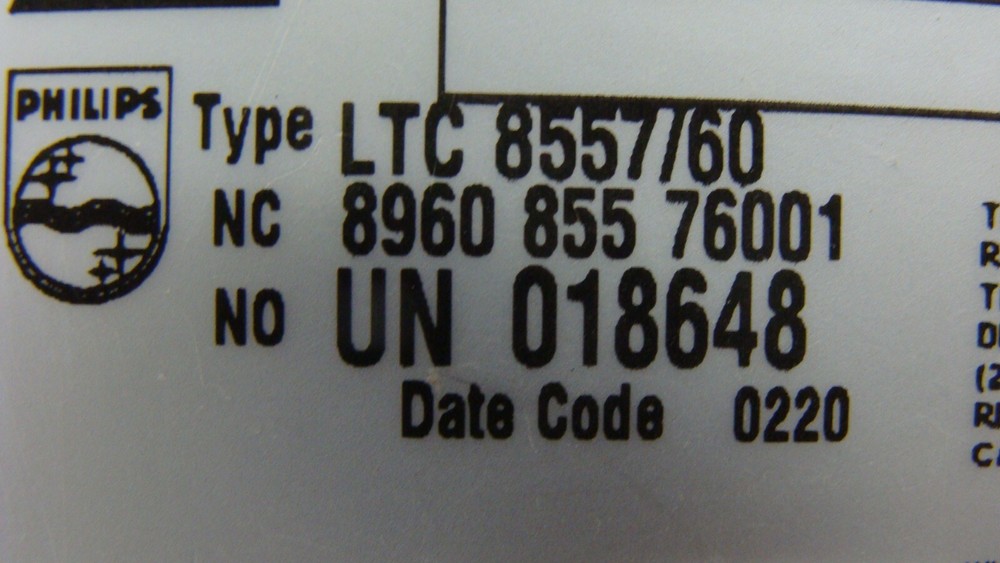 PHILIPS
Type LTC 8557/60
NC 8960 855 76001
NO UN 018648
Date Code 0220